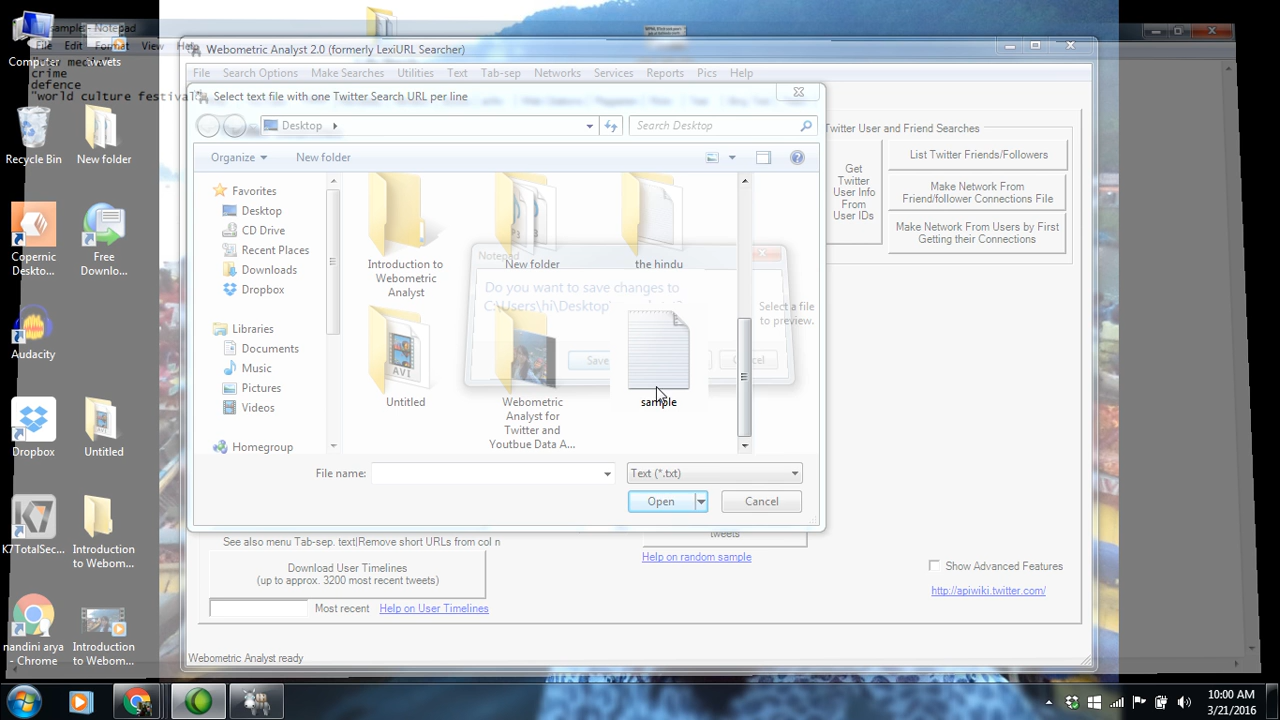 sample - Notepad
File Edit Format View Help
crime
defence
"world culture festival"
Computer
tweets
Recycle Bin
New folder
Copernic Deskto...
Free Downlo...
Audacity
Dropbox
Untitled
K7TotalSec...
Introduction to Webom...
nandini arya - Chrome
Introduction to Webom...
Webometric Analyst 2.0 (formerly LexiURL Searcher)
File Search Options Make Searches Utilities Text Tab-sep Networks Services Reports Pics Help
Select text file with one Twitter Search URL per line
Desktop
Search Desktop
Organize
New folder
Favorites
Desktop
CD Drive
Recent Places
Downloads
Dropbox
Libraries
Documents
Music
Pictures
Videos
Homegroup
Introduction to Webometric Analyst
New folder
the hindu
Untitled
AVI
Webometric Analyst for Twitter and Youtbue Data A...
sample
Select a file to preview.
Notepad
Do you want to save changes to
C:\Users\hi\Desktop\
Save
Cancel
File name:
Text (*.txt)
Open
Cancel
Twitter User and Friend Searches
Get Twitter User Info From User IDs
List Twitter Friends/Followers
Make Network From Friend/follower Connections File
Make Network From Users by First Getting their Connections
See also menu Tab-sep. text|Remove short URLs from col n
tweets
Download User Timelines
(up to approx. 3200 most recent tweets)
Help on random sample
Show Advanced Features
http://apiwiki.twitter.com/
Most recent
Help on User Timelines
Webometric Analyst ready
10:00 AM
3/21/2016